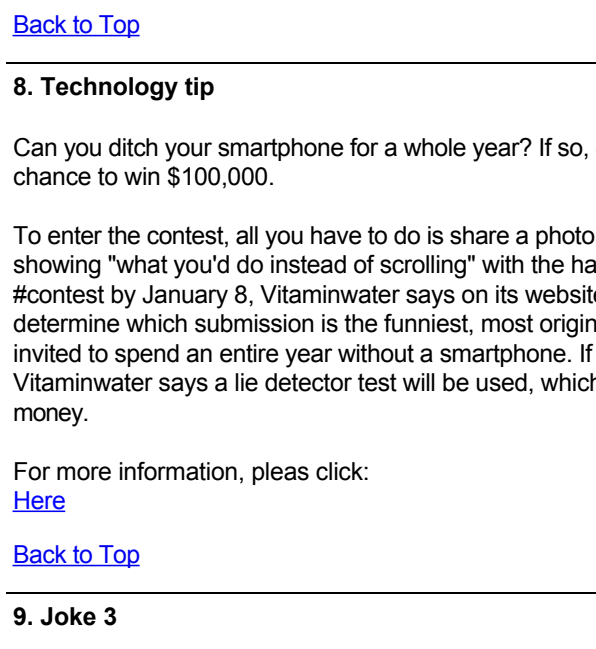 Back to Top
8. Technology tip
Can you ditch your smartphone for a whole year? If so,
chance to win $100,000.
To enter the contest, all you have to do is share a photo
showing "what you'd do instead of scrolling" with the ha
#contest by January 8, Vitaminwater says on its website
determine which submission is the funniest, most origin
invited to spend an entire year without a smartphone. If
Vitaminwater says a lie detector test will be used, which
money.
For more information, pleas click:
Here
Back to Top
9. Joke 3